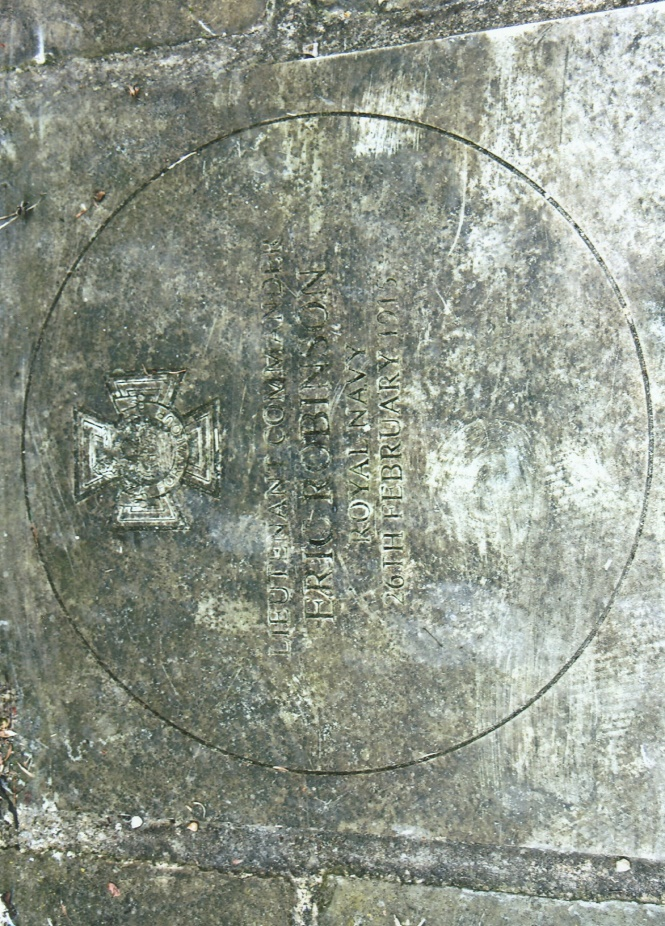 LIEUTENANT COMMANDER
ERIC ROBINSON
ROYAL NAVY
26TH FEBRUARY 1915